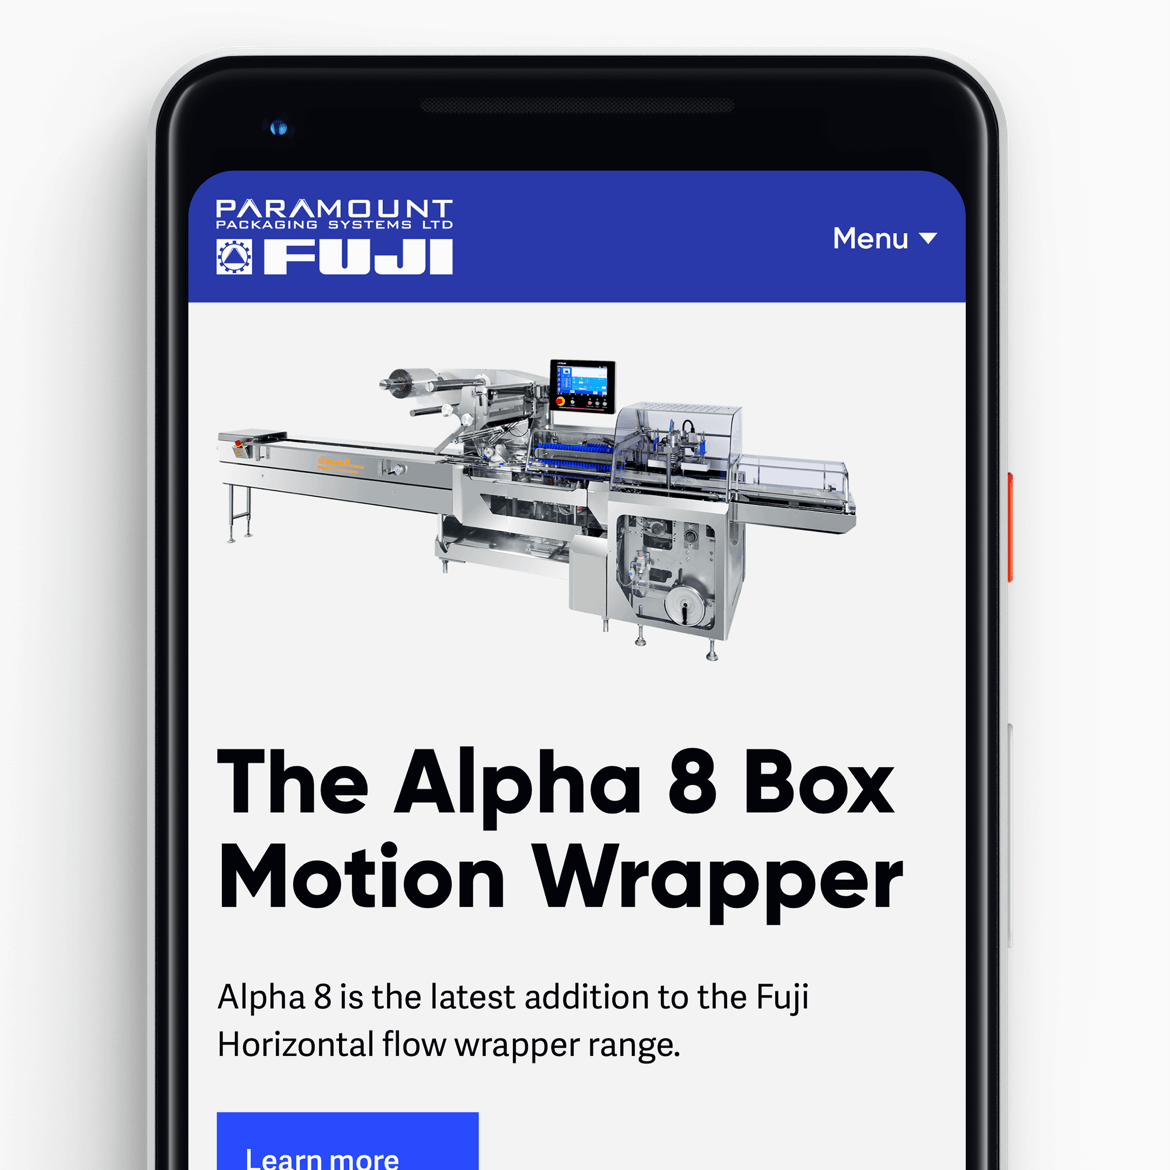 PARAMOUNT
PACKAGING SYSTEMS LTD
FUJI
Menu
The Alpha 8 Box
Motion Wrapper
Alpha 8 is the latest addition to the Fuji
Horizontal flow wrapper range.
Learn more